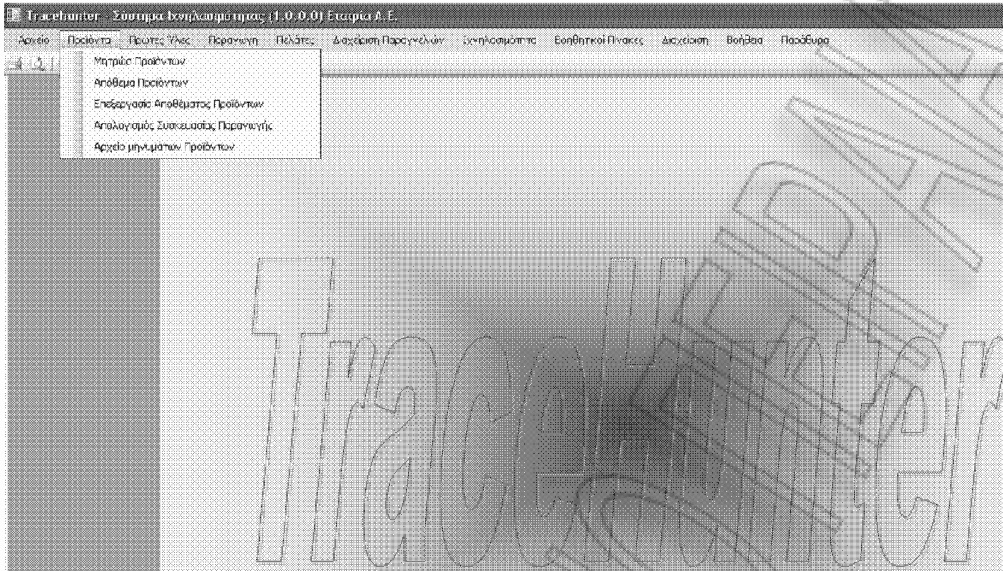 Tracehunter - Σύστημα Ιχνηλασιμότητας (1.0.0.0) Εταιρία Α.Ε.
Αρχείο Προϊόντα Πρώτες Ύλες Παραγωγή Πελάτες Διαχείριση Παραγγελιών Ιχνηλασιμότητα Βοηθητικοί Πίνακες Διαχείριση Βοήθεια Παράθυρα
Μητρώο Προϊόντων
Απόθεμα Προϊόντων
Επεξεργασία Αποθέματος Προϊόντων
Απολογισμός Συσκευασίας Παραγωγής
Αρχείο μηνυμάτων Προϊόντων
Tracehunter